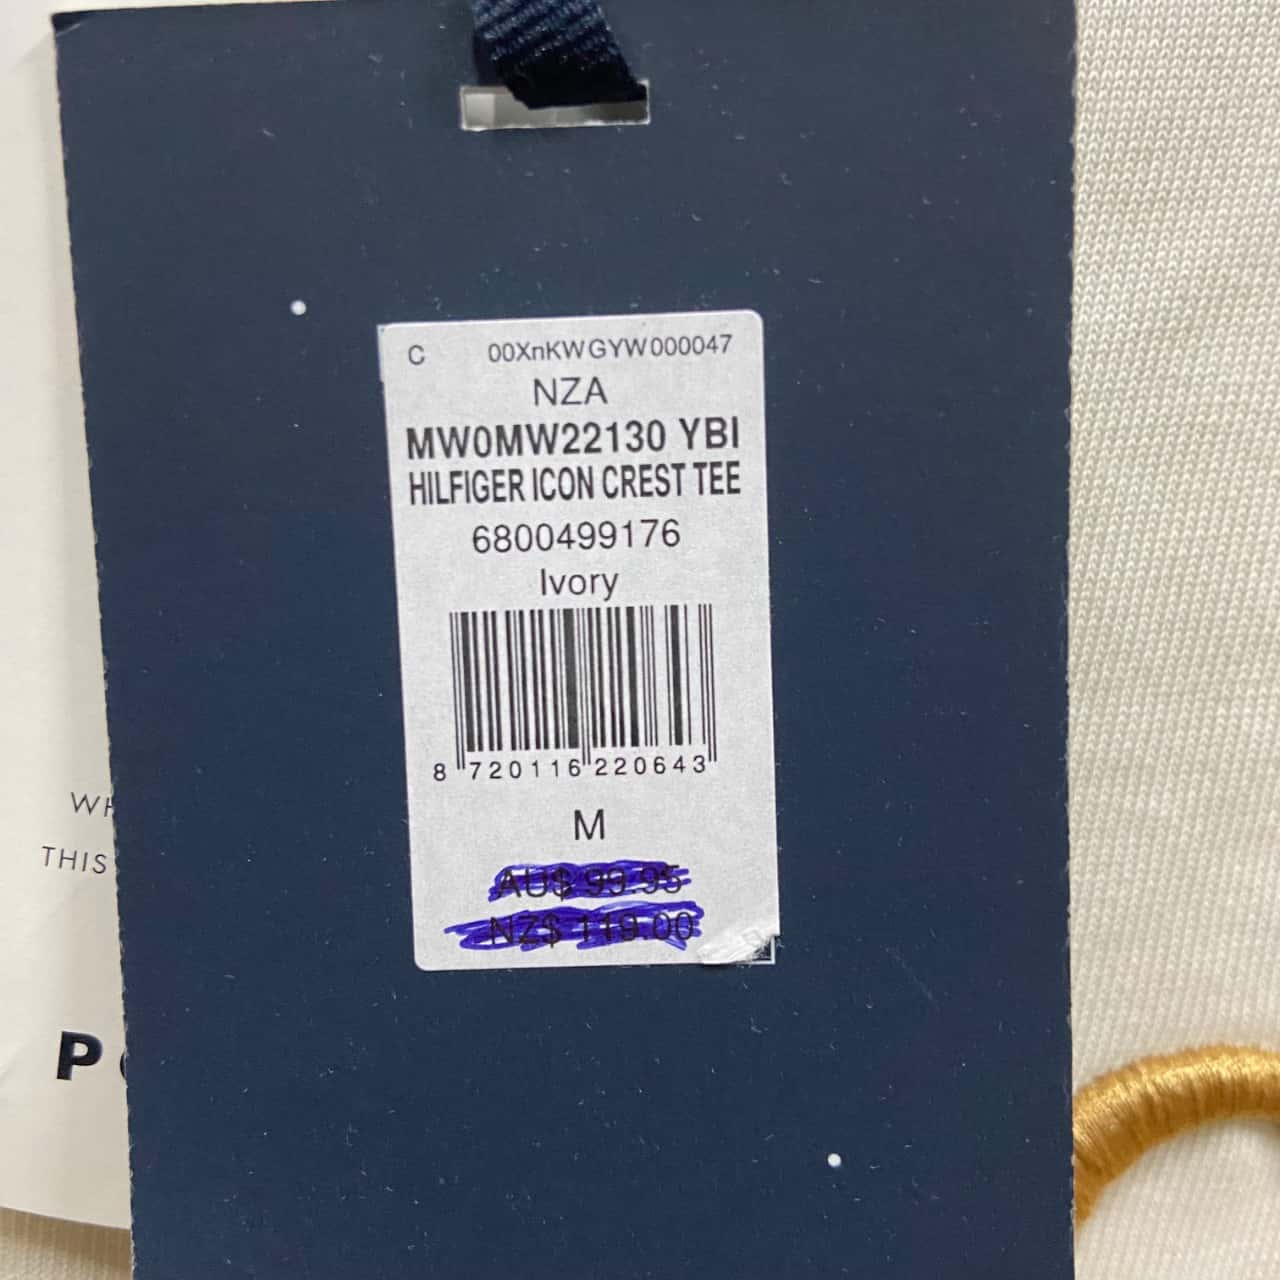 C 00XnKWGYW000047
NZA
MW0MW22130 YBI
HILFIGER ICON CREST TEE
6800499176
Ivory
8 720116 220643
M
AU$ 99.95
NZ$ 119.00
THIS
P